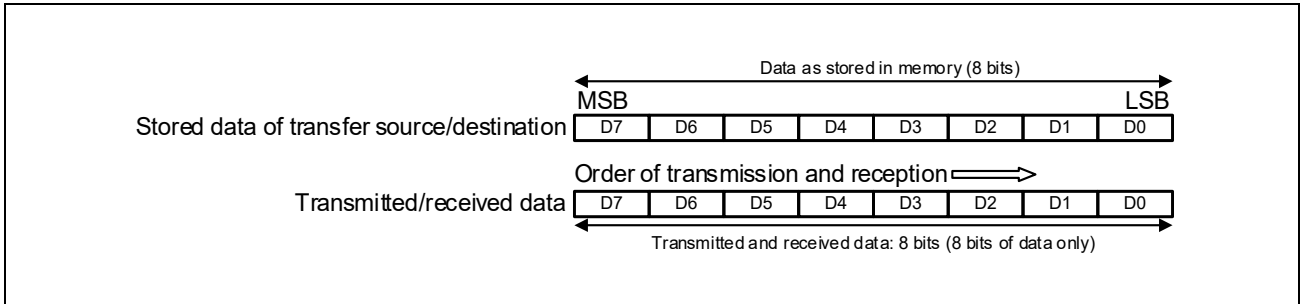 Data as stored in memory (8 bits)
MSB LSB
Stored data of transfer source/destination D7 D6 D5 D4 D3 D2 D1 D0
Order of transmission and reception
Transmitted/received data D7 D6 D5 D4 D3 D2 D1 D0
Transmitted and received data: 8 bits (8 bits of data only)